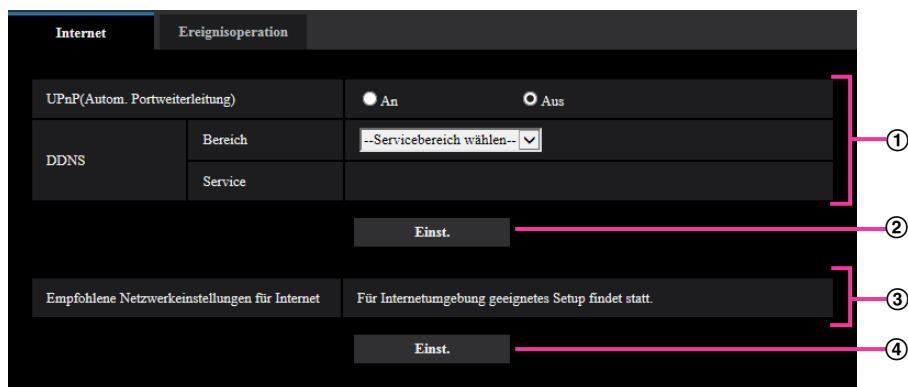 Internet Ereignisoperation
UPnP(Autom. Portweiterleitung) An Aus
DDNS Bereich --Servicebereich wählen--
Service
①
Einst. ②
Empfohlene Netzwerkeinstellungen für Internet Für Internetumgebung geeignetes Setup findet statt. ③
Einst. ④